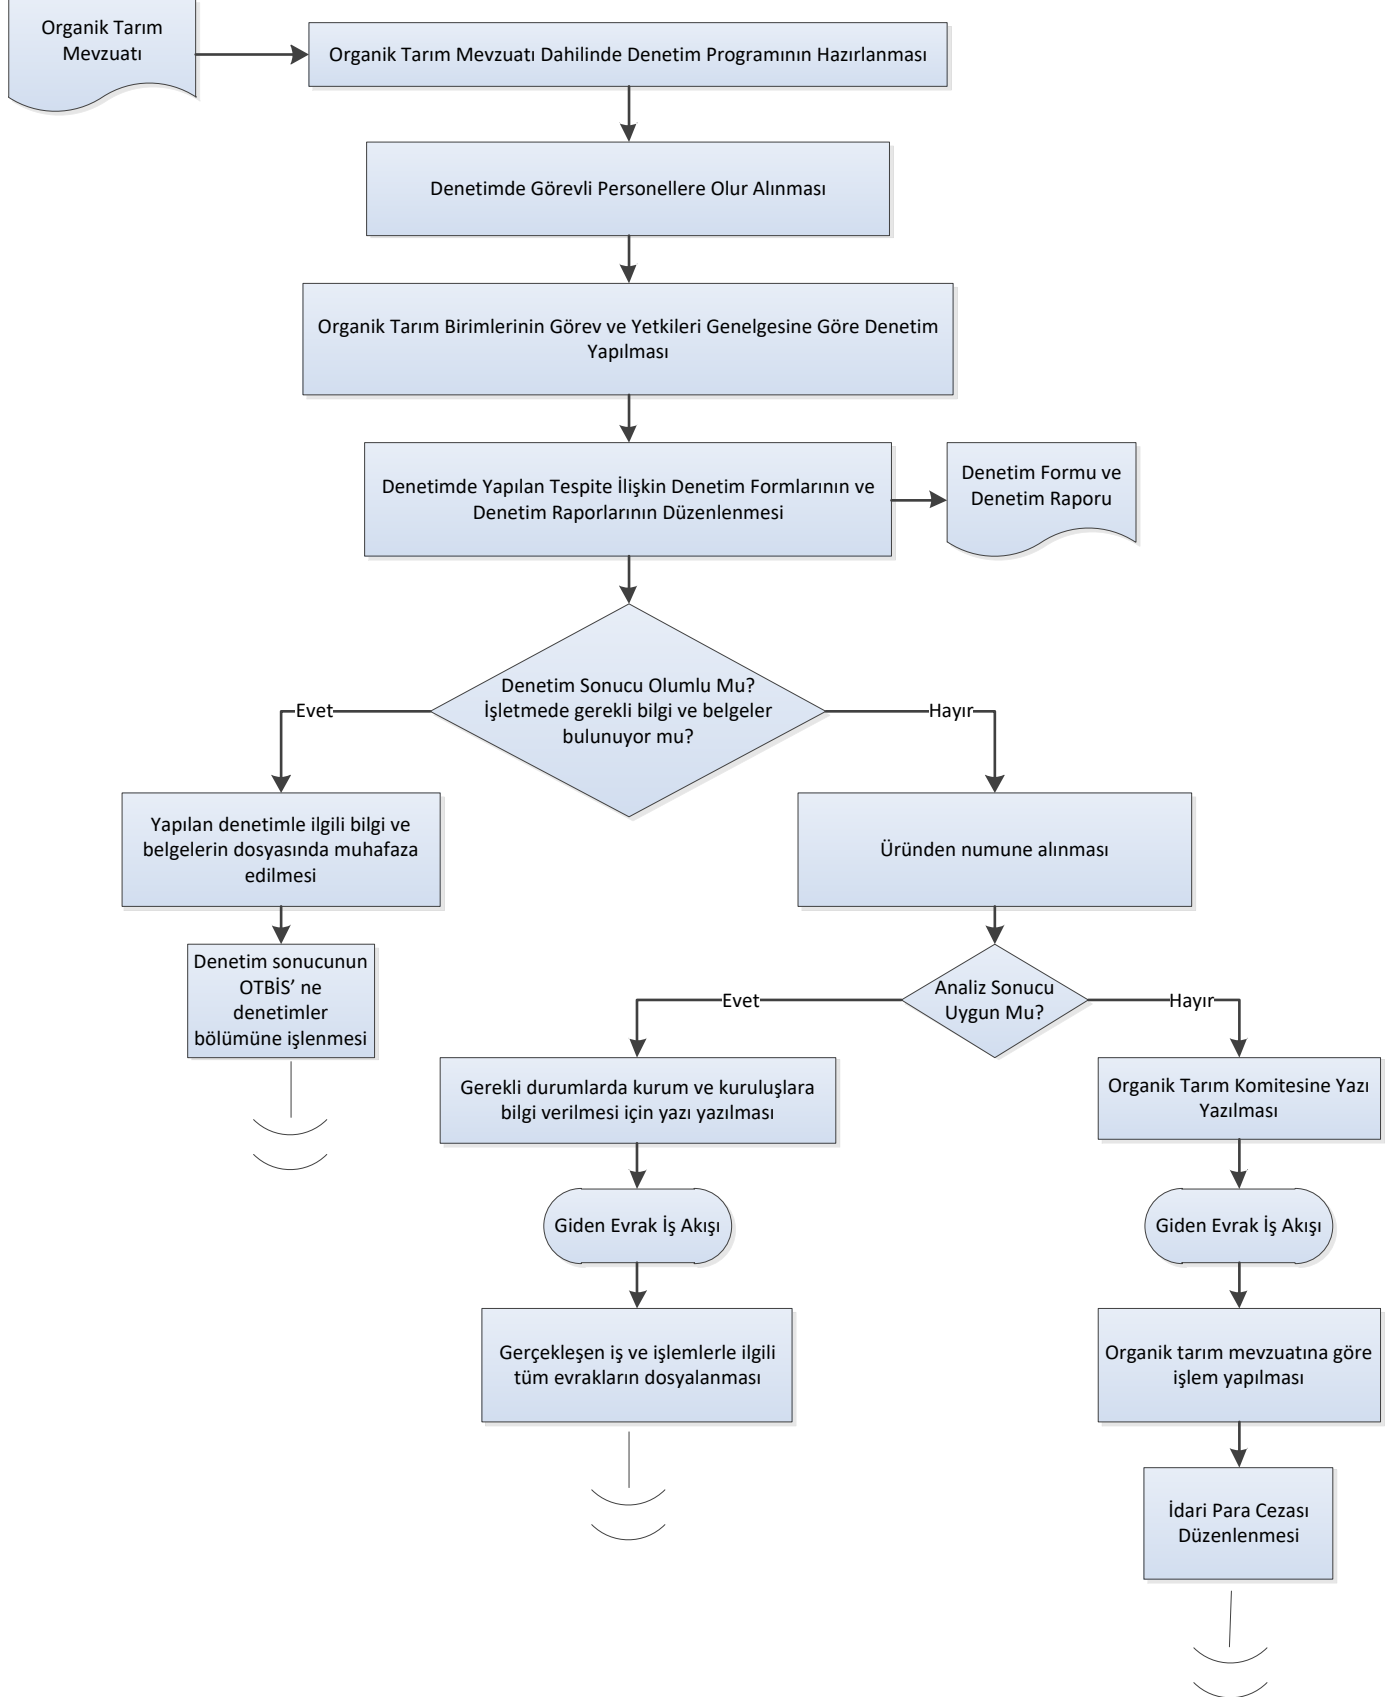 Organik Tarım
Mevzuatı
Organik Tarım Mevzuatı Dahilinde Denetim Programının Hazırlanması
Denetimde Görevli Personellere Olur Alınması
Organik Tarım Birimlerinin Görev ve Yetkileri Genelgesine Göre Denetim
Yapılması
Denetimde Yapılan Tespite İlişkin Denetim Formlarının ve
Denetim Raporlarının Düzenlenmesi
Denetim Formu ve
Denetim Raporu
Denetim Sonucu Olumlu Mu?
İşletmede gerekli bilgi ve belgeler
bulunuyor mu?
Evet
Hayır
Yapılan denetimle ilgili bilgi ve
belgelerin dosyasında muhafaza
edilmesi
Üründen numune alınması
Denetim sonucunun
OTBİS’ ne
denetimler
bölümüne işlenmesi
Analiz Sonucu
Uygun Mu?
Evet
Hayır
Gerekli durumlarda kurum ve kuruluşlara
bilgi verilmesi için yazı yazılması
Organik Tarım Komitesine Yazı
Yazılması
Giden Evrak İş Akışı
Giden Evrak İş Akışı
Gerçekleşen iş ve işlemlerle ilgili
tüm evrakların dosyalanması
Organik tarım mevzuatına göre
işlem yapılması
İdari Para Cezası
Düzenlenmesi